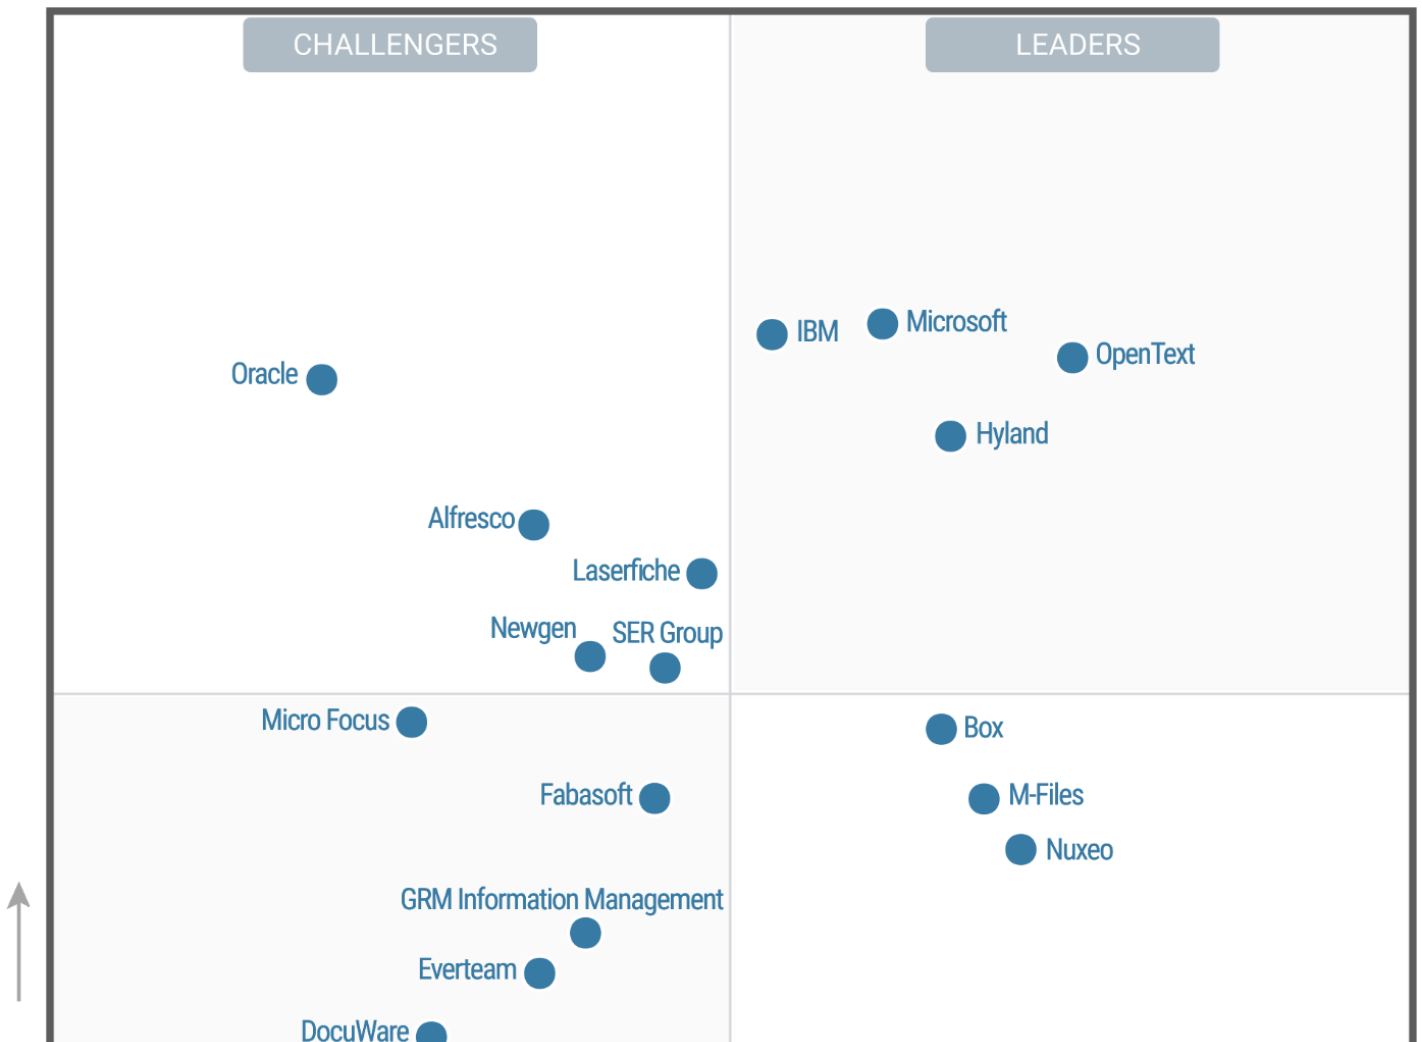 CHALLENGERS
LEADERS
IBM
Microsoft
OpenText
Oracle
Hyland
Alfresco
Laserfiche
Newgen
SER Group
Micro Focus
Box
Fabasoft
M-Files
Nuxeo
GRM Information Management
Everteam
DocuWare